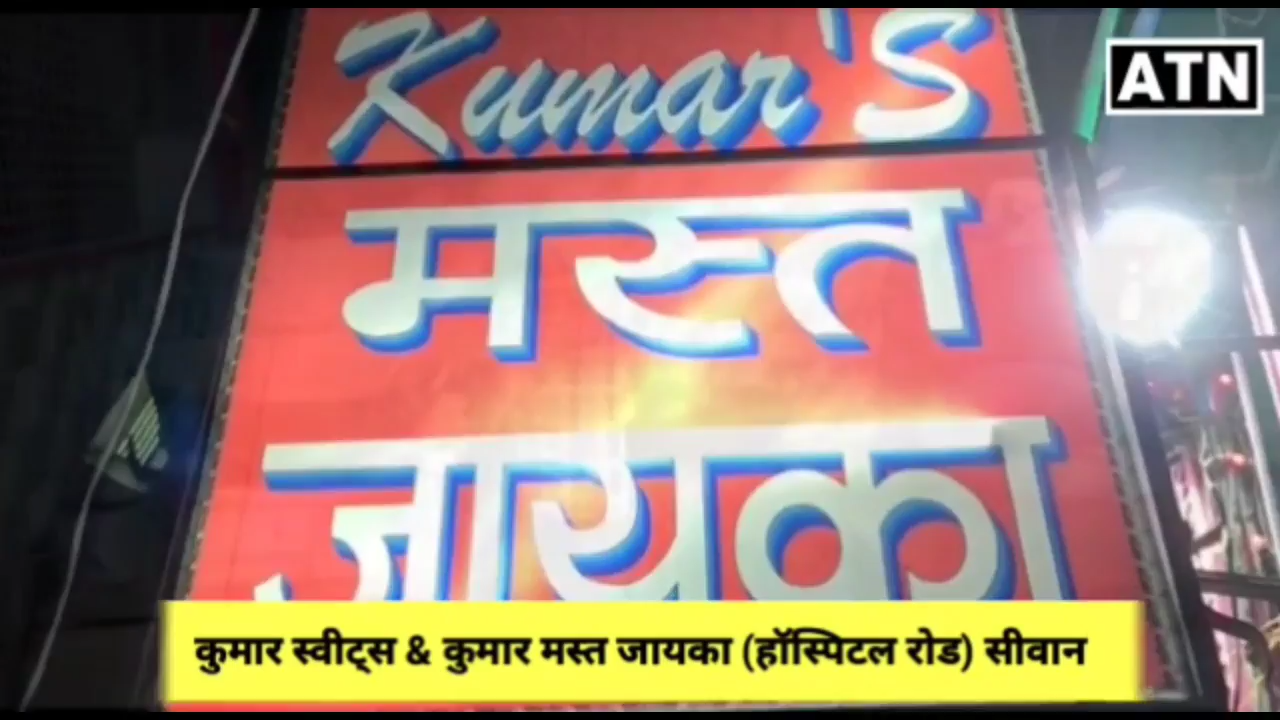 Kumar'S
ATN
मस्त
जायका
कुमार स्वीट्स & कुमार मस्त जायका (हॉस्पिटल रोड) सीवान